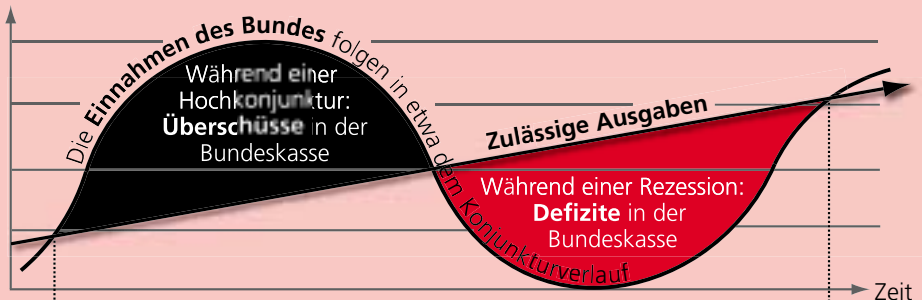 Die Einnahmen des Bundes folgen in etwa dem Konjunkturverlauf
Während einer
Hochkonjunktur:
Überschüsse in der
Bundeskasse
Zulässige Ausgaben
Während einer Rezession:
Defizite in der
Bundeskasse
Zeit